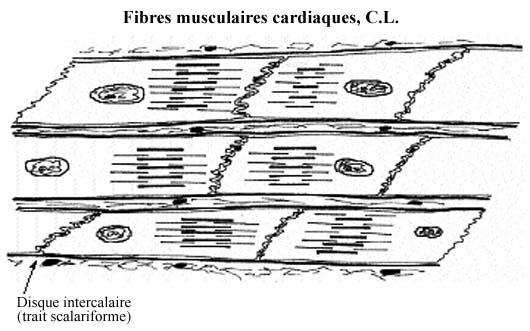 Fibres musculaires cardiaques, C.L.
Disque intercalaire
(trait scalariforme)